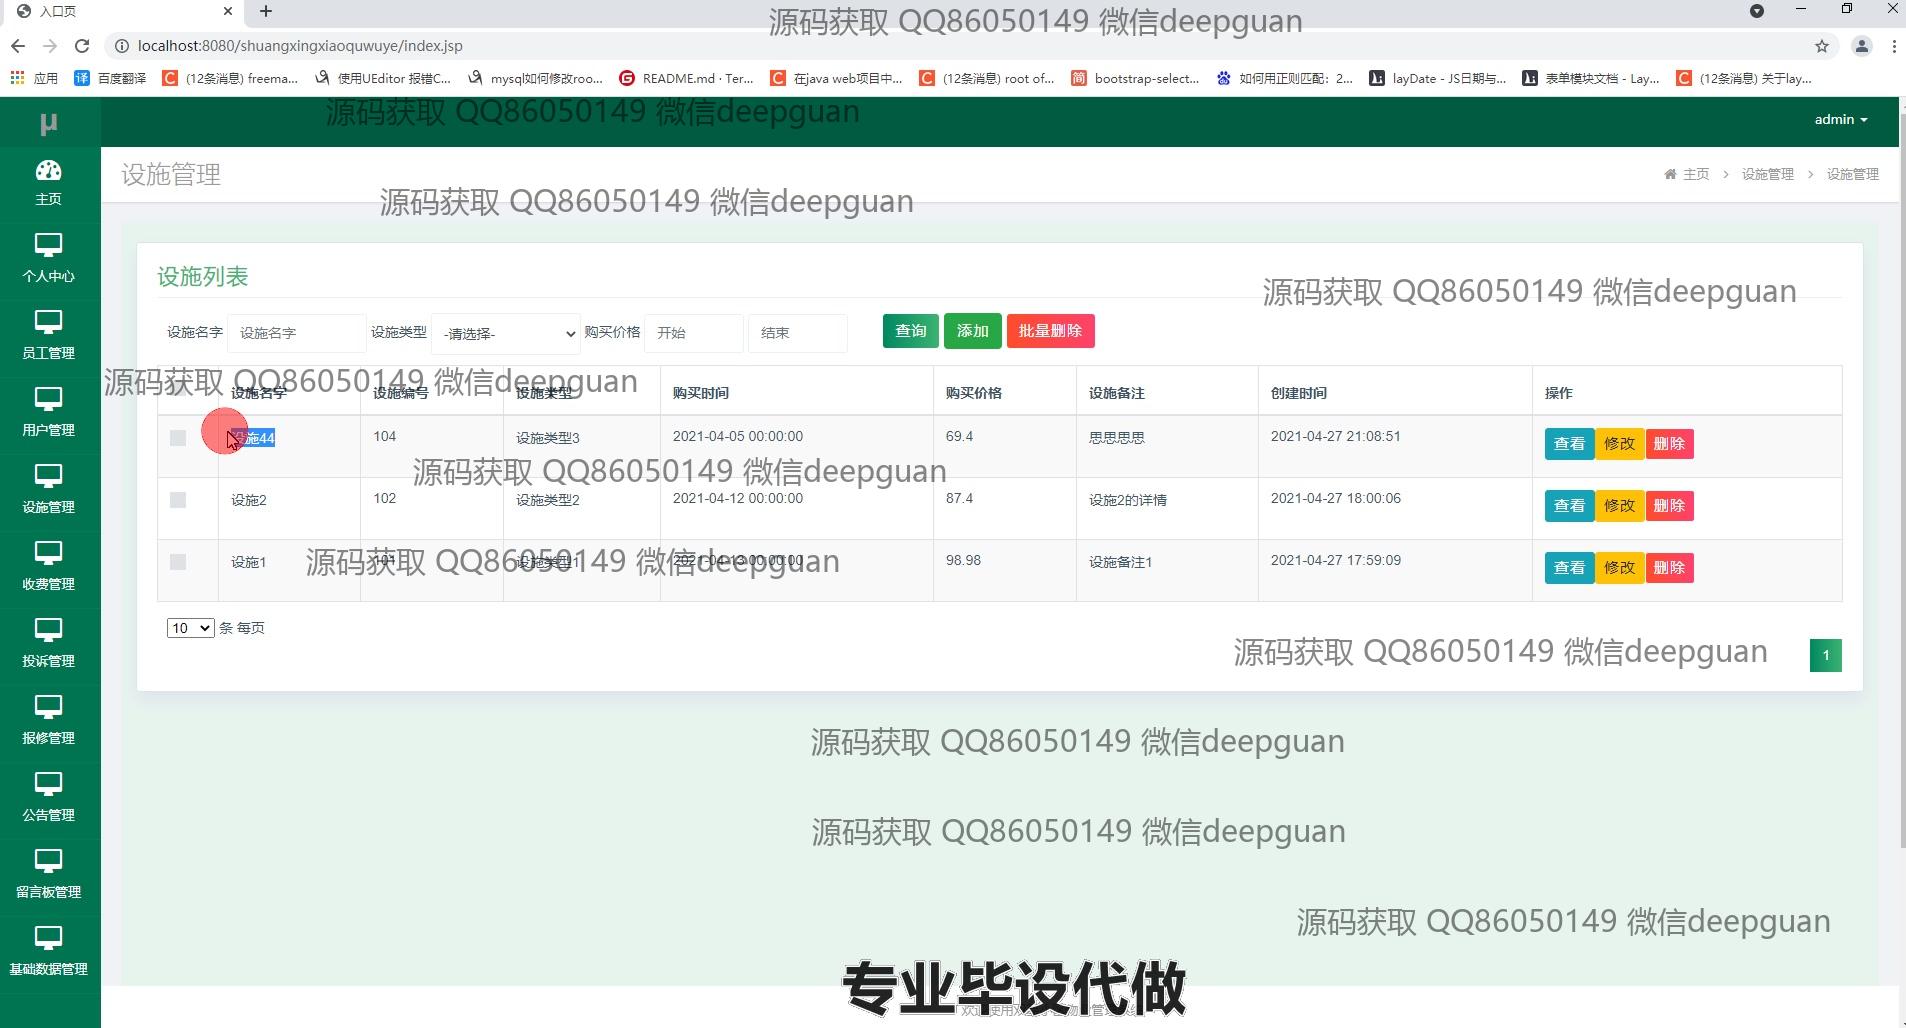 入口页
源码获取 QQ86050149 微信deepguan
localhost:8080/shuangxingxiaoquwuye/index.jsp
应用 百度翻译 (12条消息) freema... 使用UEditor 报错C... mysql如何修改roo... README.md · Ter... 在java web项目中... (12条消息) root of... bootstrap-select... 如何用正则匹配：2... layDate - JS日期与... 表单模块文档 - Lay... (12条消息) 关于lay...
源码获取 QQ86050149 微信deepguan
μ
admin
设施管理
主页 > 设施管理 > 设施管理
主页
源码获取 QQ86050149 微信deepguan
个人中心
设施列表
源码获取 QQ86050149 微信deepguan
设施名字 设施名字 设施类型 -请选择- 购买价格 开始 结束 查询 添加 批量删除
员工管理
源码获取 QQ86050149 微信deepguan
设施名字 设施编号 设施类型 购买时间 购买价格 设施备注 创建时间 操作
用户管理
设施44 104 设施类型3 2021-04-05 00:00:00 69.4 思思思思 2021-04-27 21:08:51 查看 修改 删除
源码获取 QQ86050149 微信deepguan
设施2 102 设施类型2 2021-04-12 00:00:00 87.4 设施2的详情 2021-04-27 18:00:06 查看 修改 删除
设施管理
源码获取 QQ86050149 微信deepguan
设施1 101 设施类型1 2021-04-13 00:00:00 98.98 设施备注1 2021-04-27 17:59:09 查看 修改 删除
收费管理
10 条 每页
源码获取 QQ86050149 微信deepguan
1
投诉管理
报修管理
源码获取 QQ86050149 微信deepguan
公告管理
源码获取 QQ86050149 微信deepguan
留言板管理
源码获取 QQ86050149 微信deepguan
基础数据管理
专业毕设代做